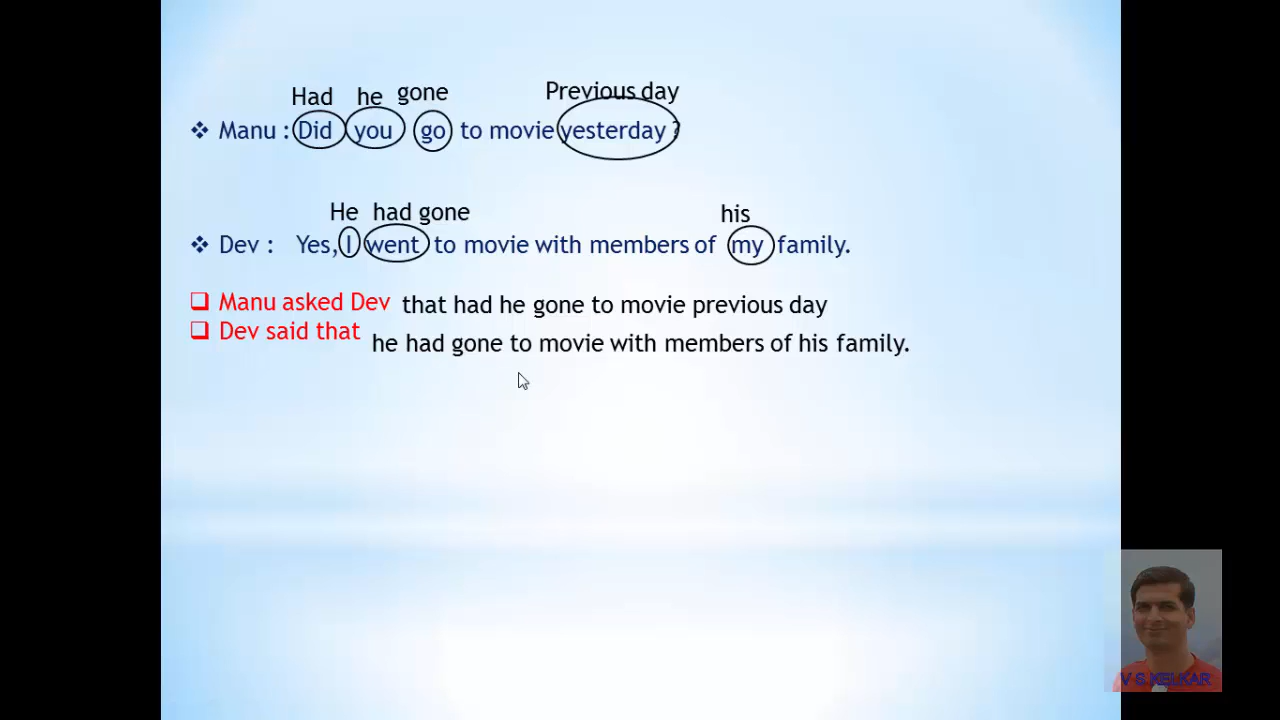 Had he gone Previous day
❖ Manu : Did you go to movie yesterday ?
He had gone his
❖ Dev : Yes, I went to movie with members of my family.
❑ Manu asked Dev that had he gone to movie previous day
❑ Dev said that he had gone to movie with members of his family.
V S KELKAR